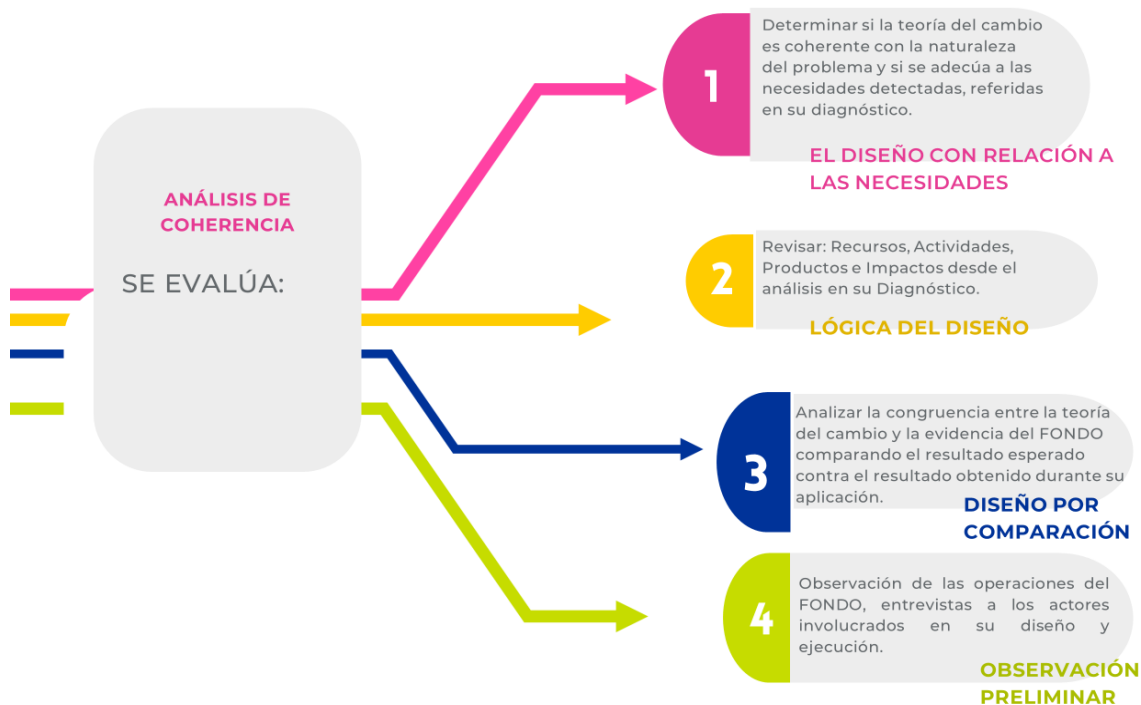 ANÁLISIS DE
COHERENCIA
SE EVALÚA:
1
Determinar si la teoría del cambio
es coherente con la naturaleza
del problema y si se adecúa a las
necesidades detectadas, referidas
en su diagnóstico.
EL DISEÑO CON RELACIÓN A
LAS NECESIDADES
2
Revisar: Recursos, Actividades,
Productos e Impactos desde el
análisis en su Diagnóstico.
LÓGICA DEL DISEÑO
3
Analizar la congruencia entre la teoría
del cambio y la evidencia del FONDO
comparando el resultado esperado
contra el resultado obtenido durante su
aplicación.
DISEÑO POR
COMPARACIÓN
4
Observación de las operaciones del
FONDO, entrevistas a los actores
involucrados en su diseño y
ejecución.
OBSERVACIÓN
PRELIMINAR